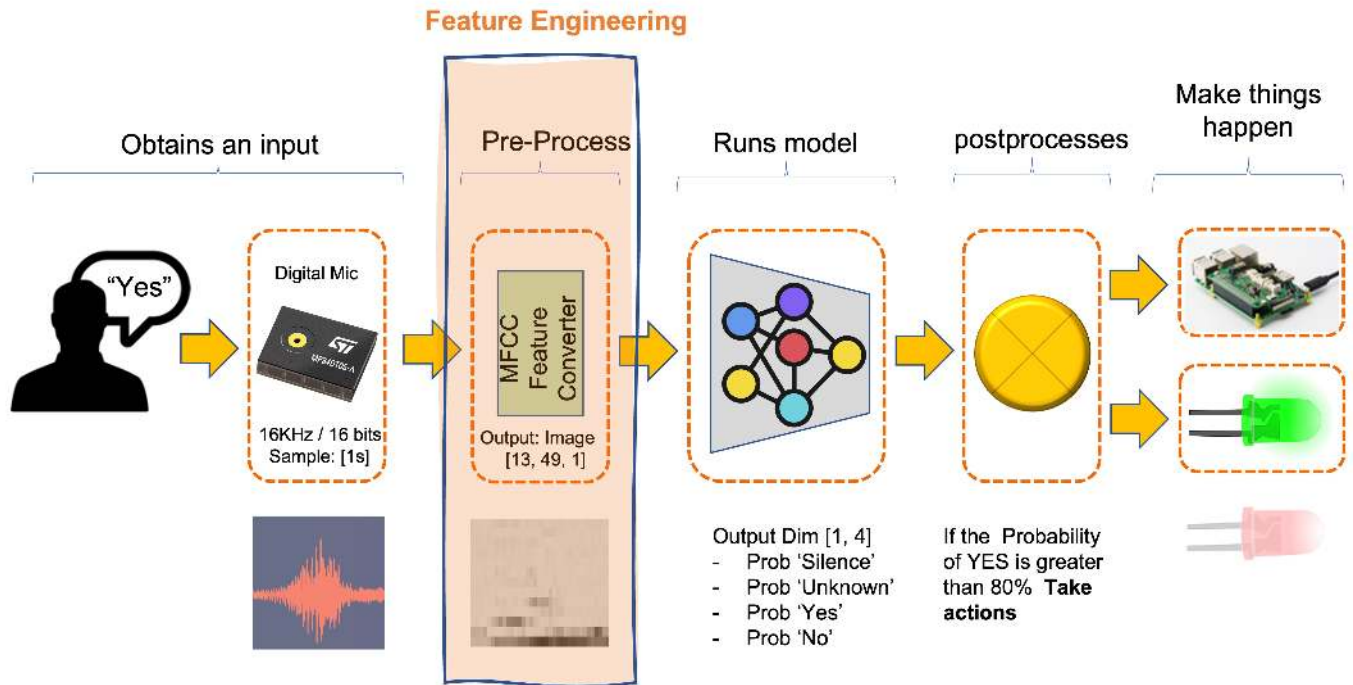 Feature Engineering
Obtains an input
Pre-Process
Runs model
postprocesses
Make things
happen
“Yes”
Digital Mic
16KHz / 16 bits
Sample: [1s]
MFCC
Feature
Converter
Output: Image
[13, 49, 1]
Output Dim [1, 4]
- Prob ‘Silence’
- Prob ‘Unknown’
- Prob ‘Yes’
- Prob ‘No’
If the Probability
of YES is greater
than 80% Take
actions